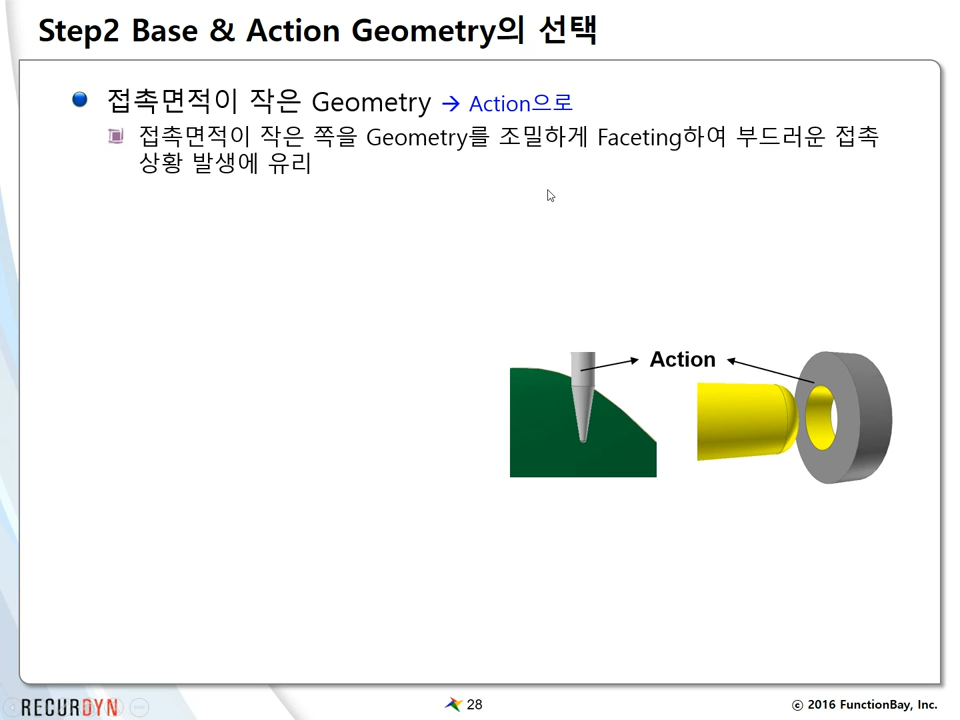 Step2 Base & Action Geometry의 선택
접촉면적이 작은 Geometry → Action으로
접촉면적이 작은 쪽을 Geometry를 조밀하게 Faceting하여 부드러운 접촉
상황 발생에 유리
Action
RECURDYN
28
© 2016 FunctionBay, Inc.